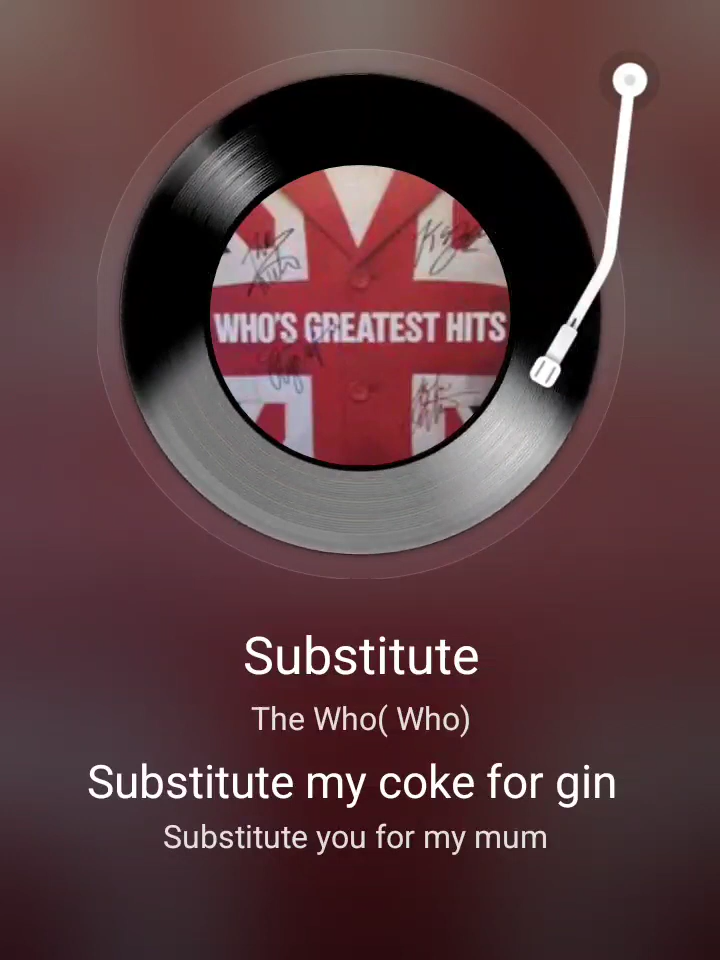 WHO'S GREATEST HITS
Substitute
The Who( Who)
Substitute my coke for gin
Substitute you for my mum